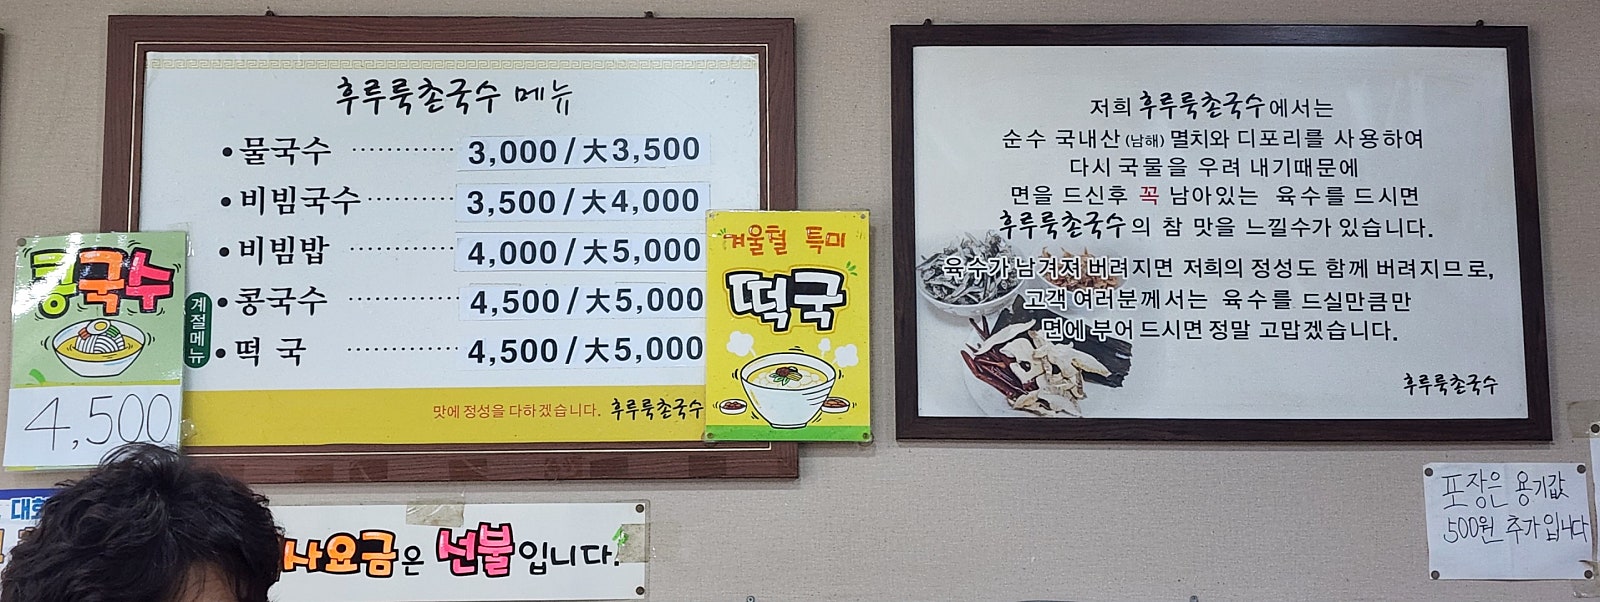 후루룩촌국수 메뉴
•물국수 ············ 3,000 / 大3,500
•비빔국수 ·········· 3,500 / 大4,000
•비빔밥 ············ 4,000 / 大5,000
•콩국수 ············ 4,500 / 大5,000
•떡 국 ············ 4,500 / 大5,000
계절메뉴
맛에 정성을 다하겠습니다. 후루룩촌국수
콩국수
4,500
겨울철 특미
떡국
저희 후루룩촌국수에서는
순수 국내산(남해) 멸치와 디포리를 사용하여
다시 국물을 우려 내기때문에
면을 드신후 꼭 남아있는 육수를 드시면
후루룩촌국수의 참 맛을 느낄수가 있습니다.
육수가 남겨져 버려지면 저희의 정성도 함께 버려지므로,
고객 여러분께서는 육수를 드실만큼만
면에 부어 드시면 정말 고맙겠습니다.
후루룩촌국수
사요금은 선불입니다.
포장은 용기값
500원 추가입니다